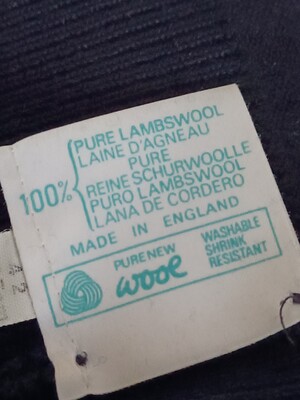 100%
PURE LAMBSWOOL
LAINE D'AGNEAU
PURE
REINE SCHURWOLLE
PURO LAMBSWOOL
LANA DE CORDERO
MADE IN ENGLAND
PURE NEW
wool
WASHABLE
SHRINK
RESISTANT